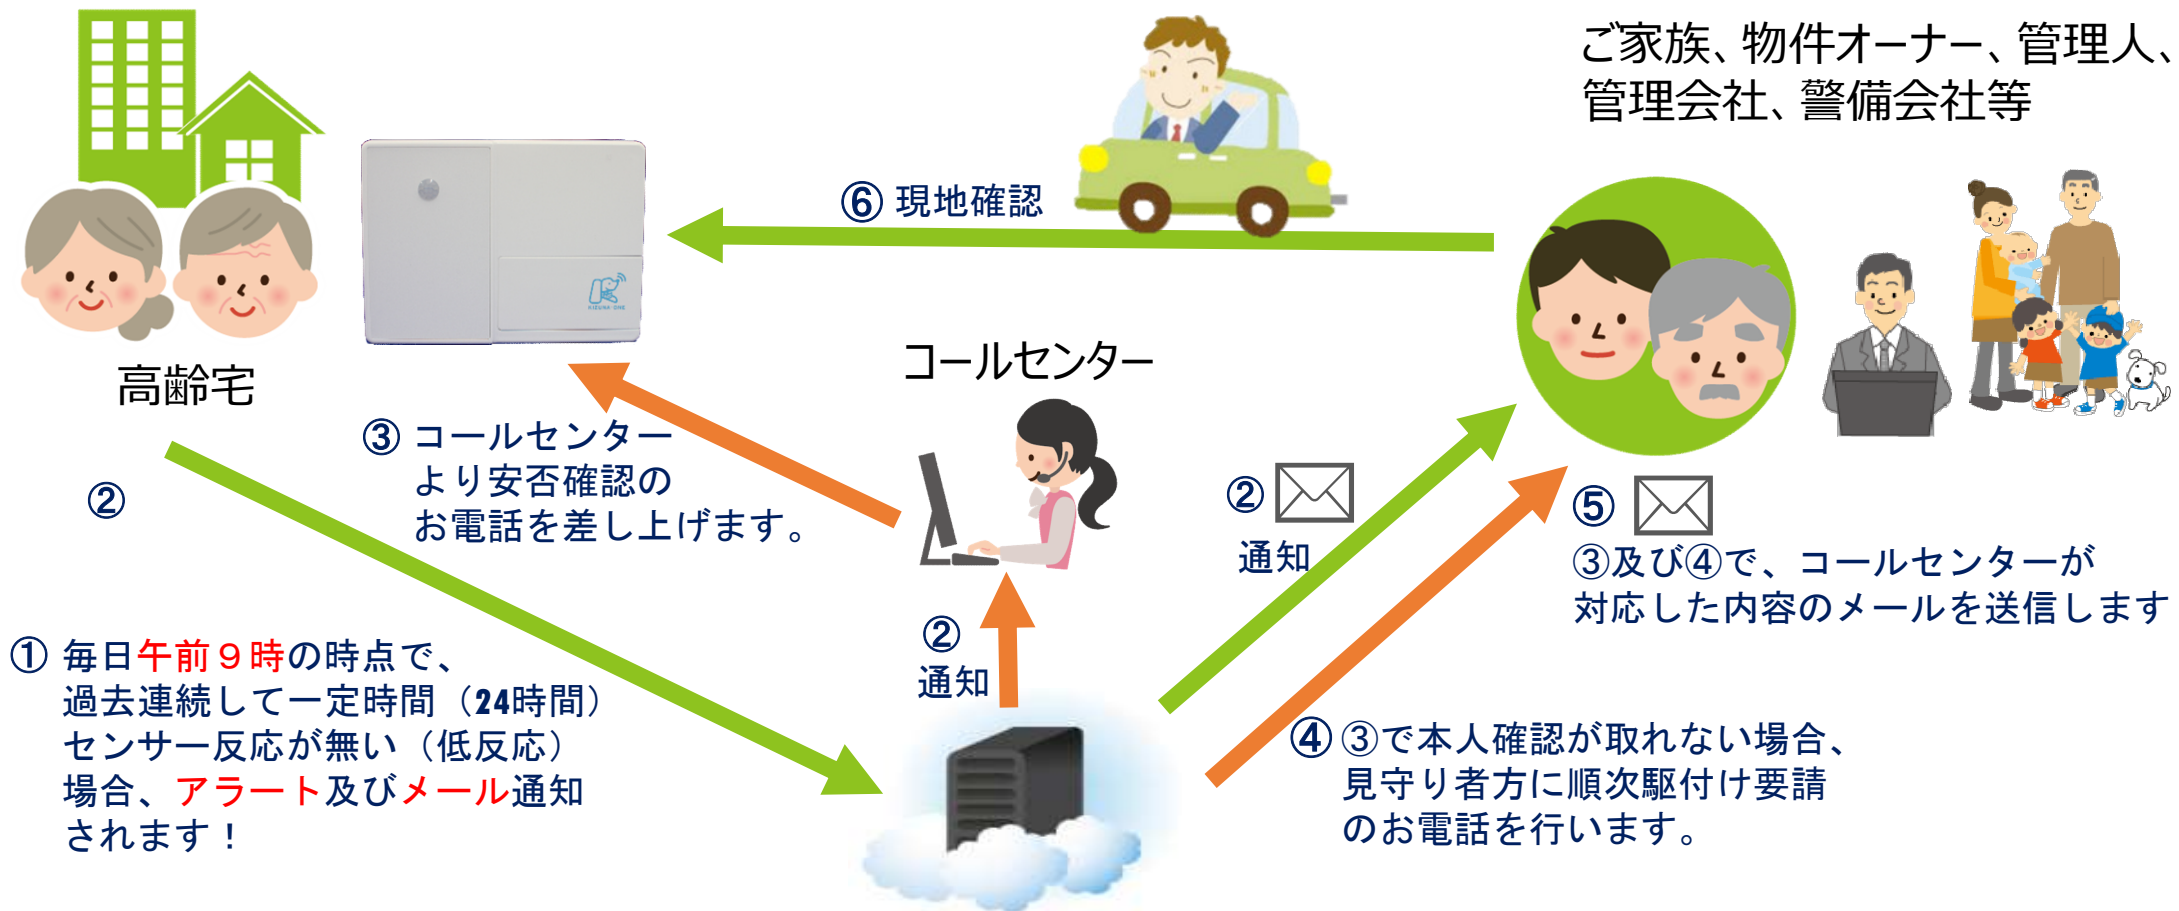 ご家族、物件オーナー、管理人、
管理会社、警備会社等
⑥ 現地確認
KIZUNA ONE
高齢宅
コールセンター
③ コールセンター
より安否確認の
お電話を差し上げます。
②
②
通知
⑤
③及び④で、コールセンターが
対応した内容のメールを送信します
②
通知
① 毎日午前９時の時点で、
過去連続して一定時間（24時間）
センサー反応が無い（低反応）
場合、アラート及びメール通知
されます！
④ ③で本人確認が取れない場合、
見守り者方に順次駆付け要請
のお電話を行います。